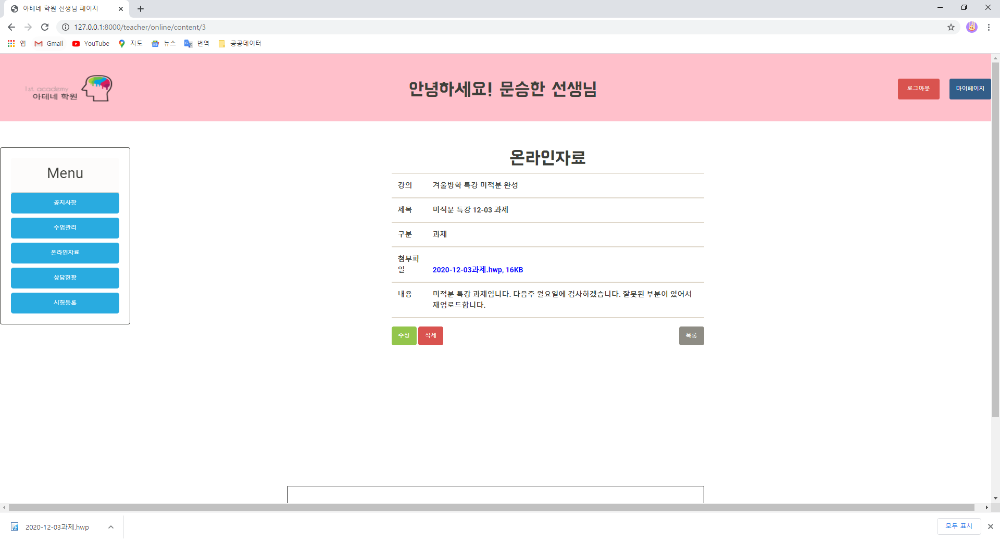 아테네 학원 선생님 페이지
127.0.0.1:8000/teacher/online/content/3
앱 Gmail YouTube 지도 뉴스 번역 공공데이터
1st. academy
아테네 학원
안녕하세요! 문승한 선생님
로그아웃 마이페이지
Menu
공지사항
수업관리
온라인자료
상담현황
시험등록
온라인자료
강의 겨울방학 특강 미적분 완성
제목 미적분 특강 12-03 과제
구분 과제
첨부파
일 2020-12-03과제.hwp, 16KB
내용 미적분 특강 과제입니다. 다음주 월요일에 검사하겠습니다. 잘못된 부분이 있어서
재업로드합니다.
수정 삭제 목록
2020-12-03과제.hwp
모두 표시